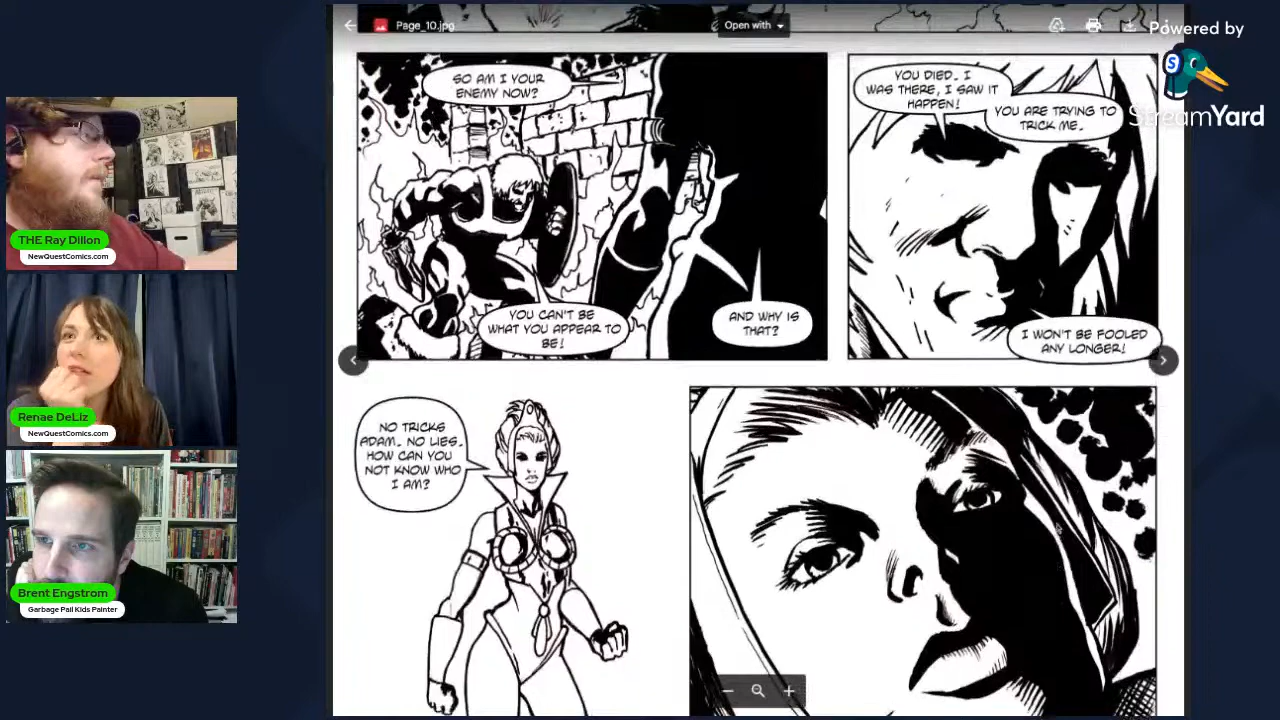 Page_10.jpg
Open with
Powered by
StreamYard
SO AM I YOUR
ENEMY NOW?
YOU CAN'T BE
WHAT YOU APPEAR TO
BE!
AND WHY IS
THAT?
YOU DIED. I
WAS THERE, I SAW IT
HAPPEN!
YOU ARE TRYING TO
TRICK ME.
I WON'T BE FOOLED
ANY LONGER!
NO TRICKS
ADAM. NO LIES.
HOW CAN YOU
NOT KNOW WHO
I AM?
THE Ray Dillon
NewQuestComics.com
Renae DeLiz
NewQuestComics.com
Brent Engstrom
Garbage Pail Kids Painter